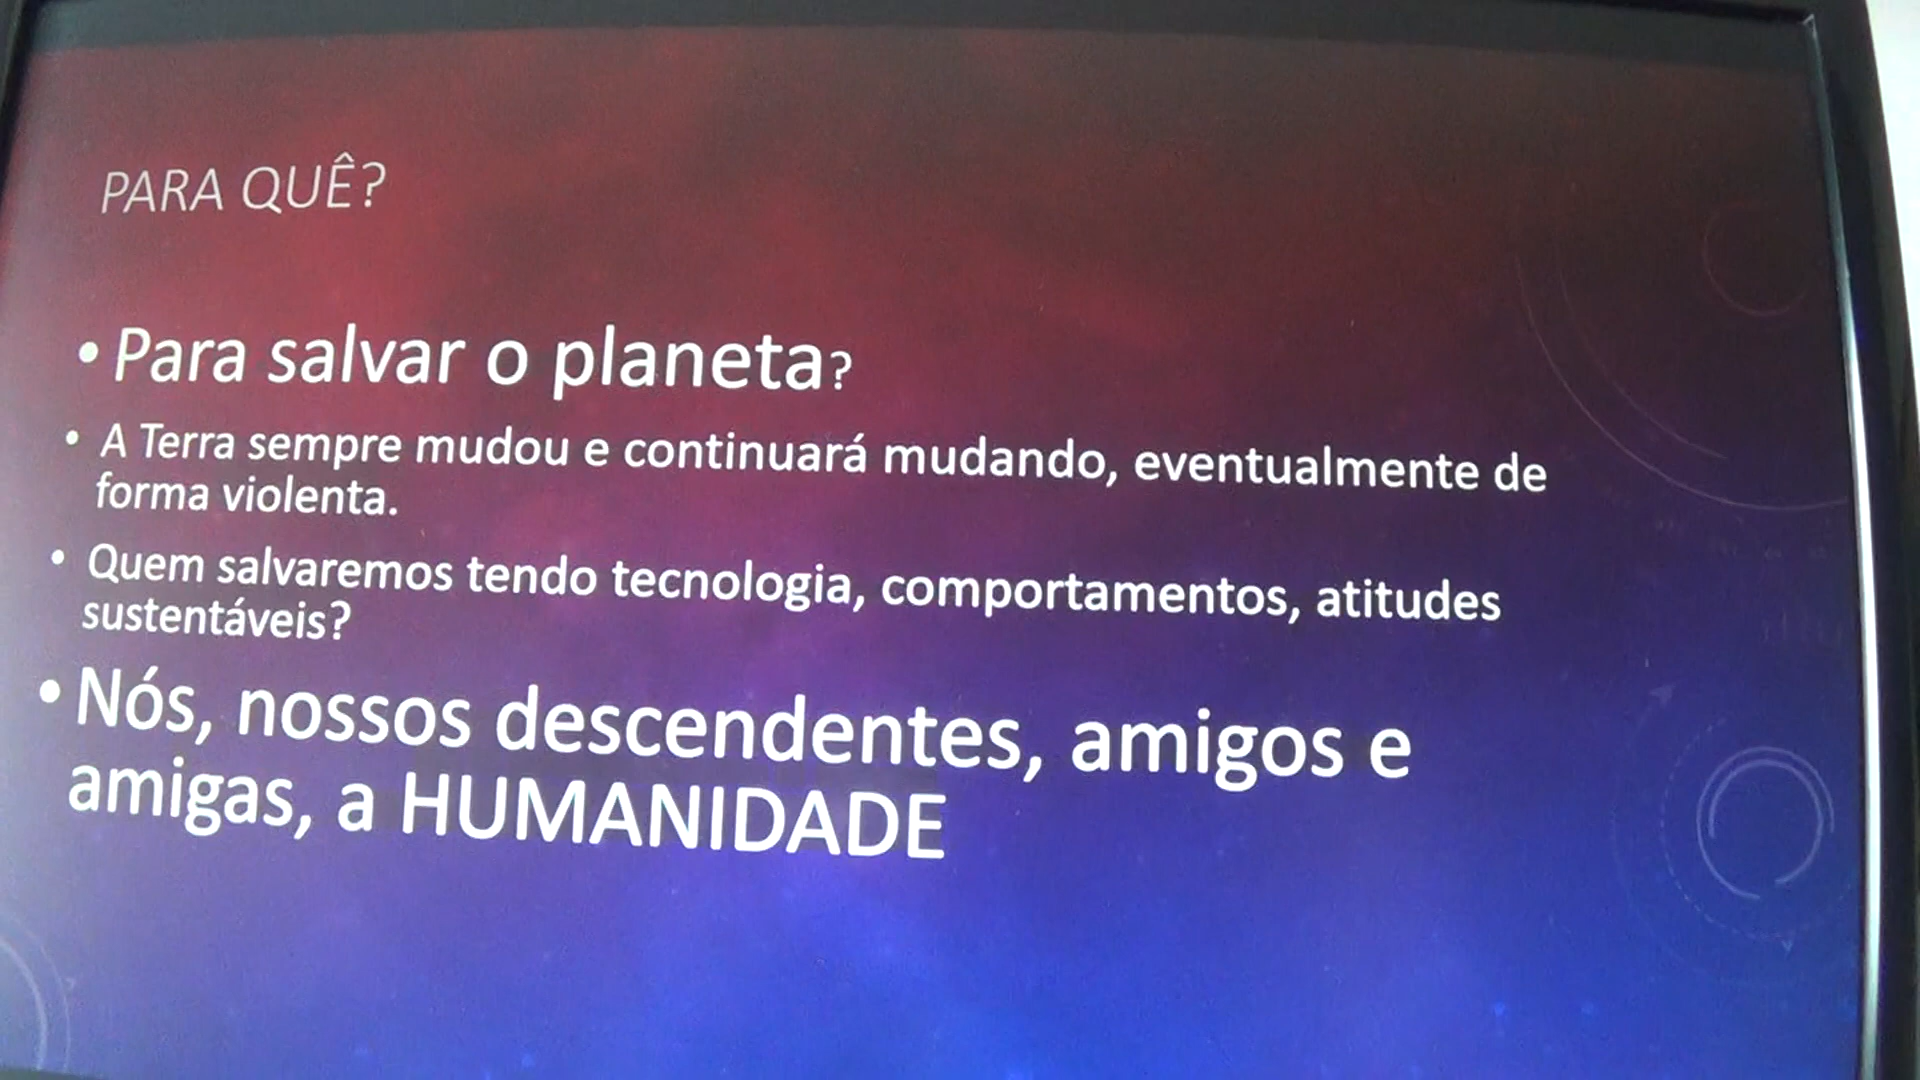 PARA QUÊ?
• Para salvar o planeta?
• A Terra sempre mudou e continuará mudando, eventualmente de
forma violenta.
• Quem salvaremos tendo tecnologia, comportamentos, atitudes
sustentáveis?
• Nós, nossos descendentes, amigos e
amigas, a HUMANIDADE